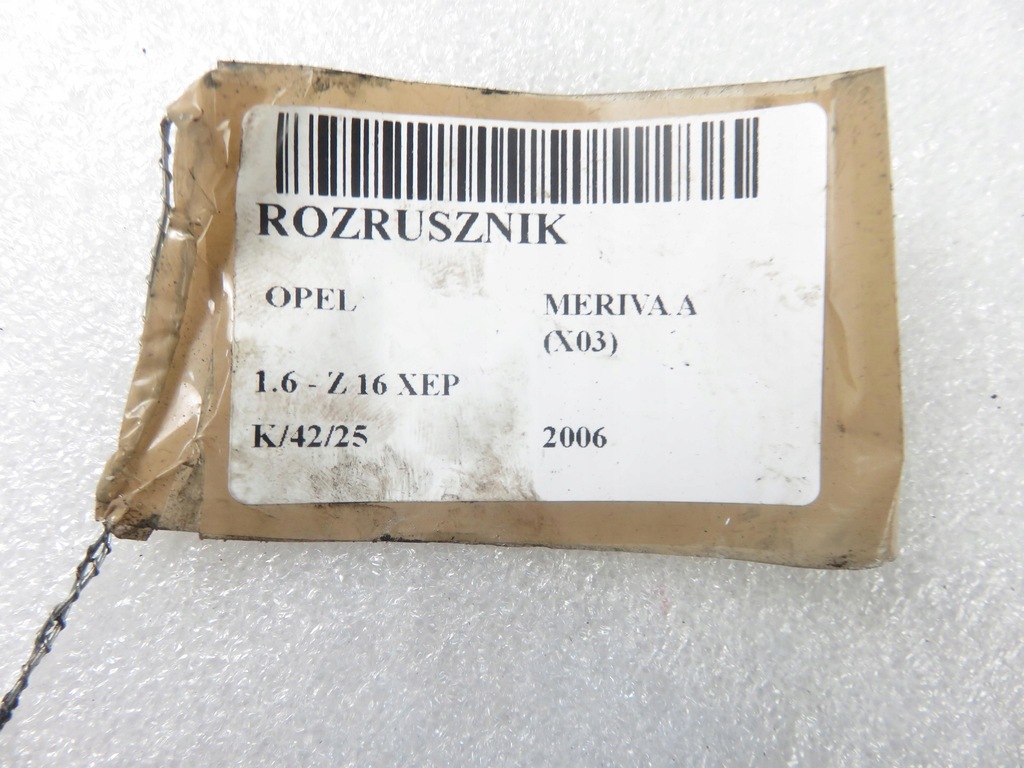 ROZRUSZNIK
OPEL MERIVA A
(X03)
1.6 - Z 16 XEP
K/42/25 2006